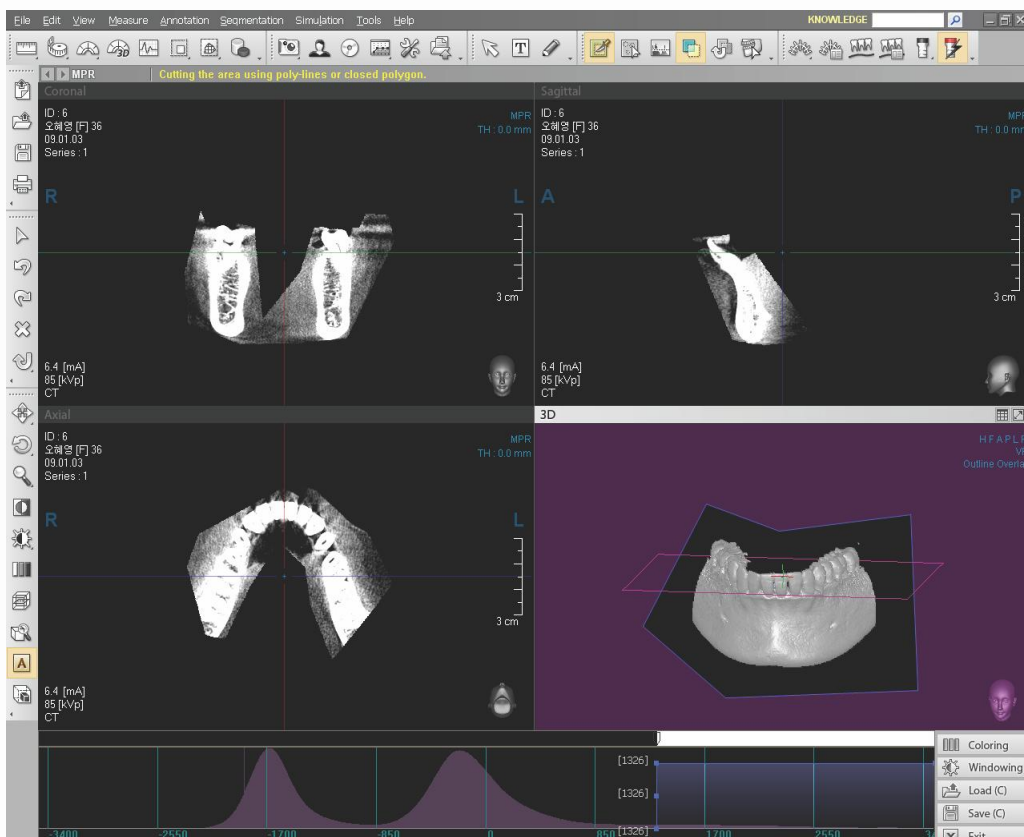 File Edit View Measure Annotation Segmentation Simulation Tools Help
KNOWLEDGE
MPR
Cutting the area using poly-lines or closed polygon.
Coronal
ID : 6
오혜영 [F] 36
09.01.03
Series : 1
MPR
TH : 0.0 mm
R
L
3 cm
6.4 [mA]
85 [kVp]
CT
Sagittal
ID : 6
오혜영 [F] 36
09.01.03
Series : 1
MPR
TH : 0.0 mm
A
P
3 cm
6.4 [mA]
85 [kVp]
CT
Axial
ID : 6
오혜영 [F] 36
09.01.03
Series : 1
MPR
TH : 0.0 mm
R
L
3 cm
6.4 [mA]
85 [kVp]
CT
3D
H F A P L R
Outline Overla
[1326]
[1326]
[1326]
-3400 -2550 -1700 -850 0 850 1700 2550
Coloring
Windowing
Load (C)
Save (C)
Exit